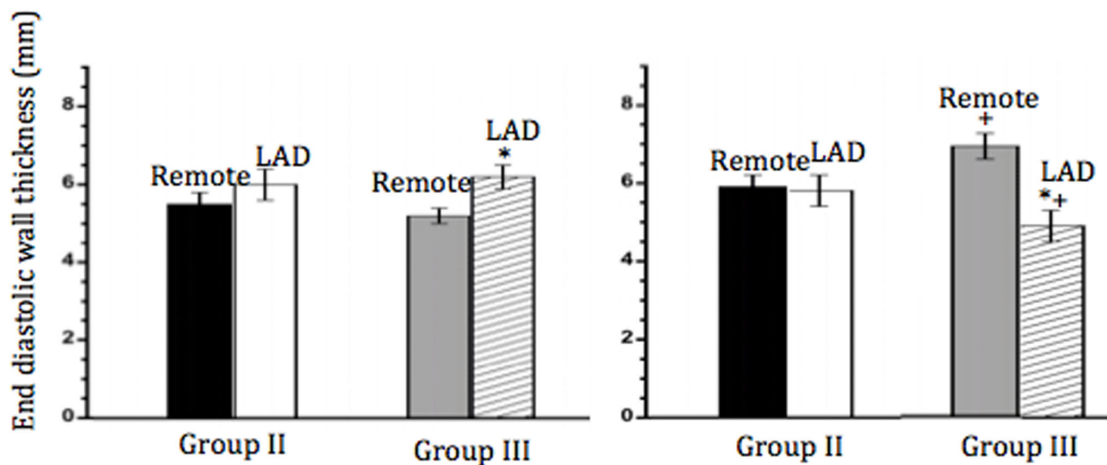 End diastolic wall thickness (mm)
8
6
4
2
0
Remote
LAD
Remote
LAD
*
Group II
Group III
8
6
4
2
0
Remote
LAD
Remote
+
LAD
*+
Group II
Group III